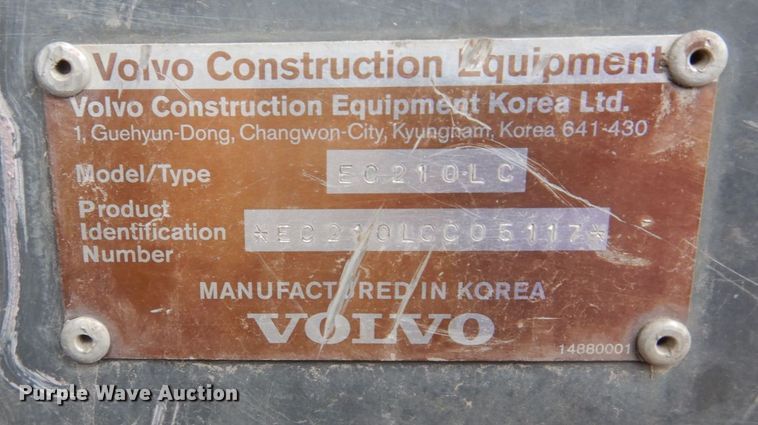 Volvo Construction Equipment
Volvo Construction Equipment Korea Ltd.
1, Guehyun-Dong, Changwon-City, Kyungnam, Korea 641-430
Model/Type EC210LC
Product
Identification *EC210LCC05117*
Number
MANUFACTURED IN KOREA
VOLVO
14880001
Purple Wave Auction